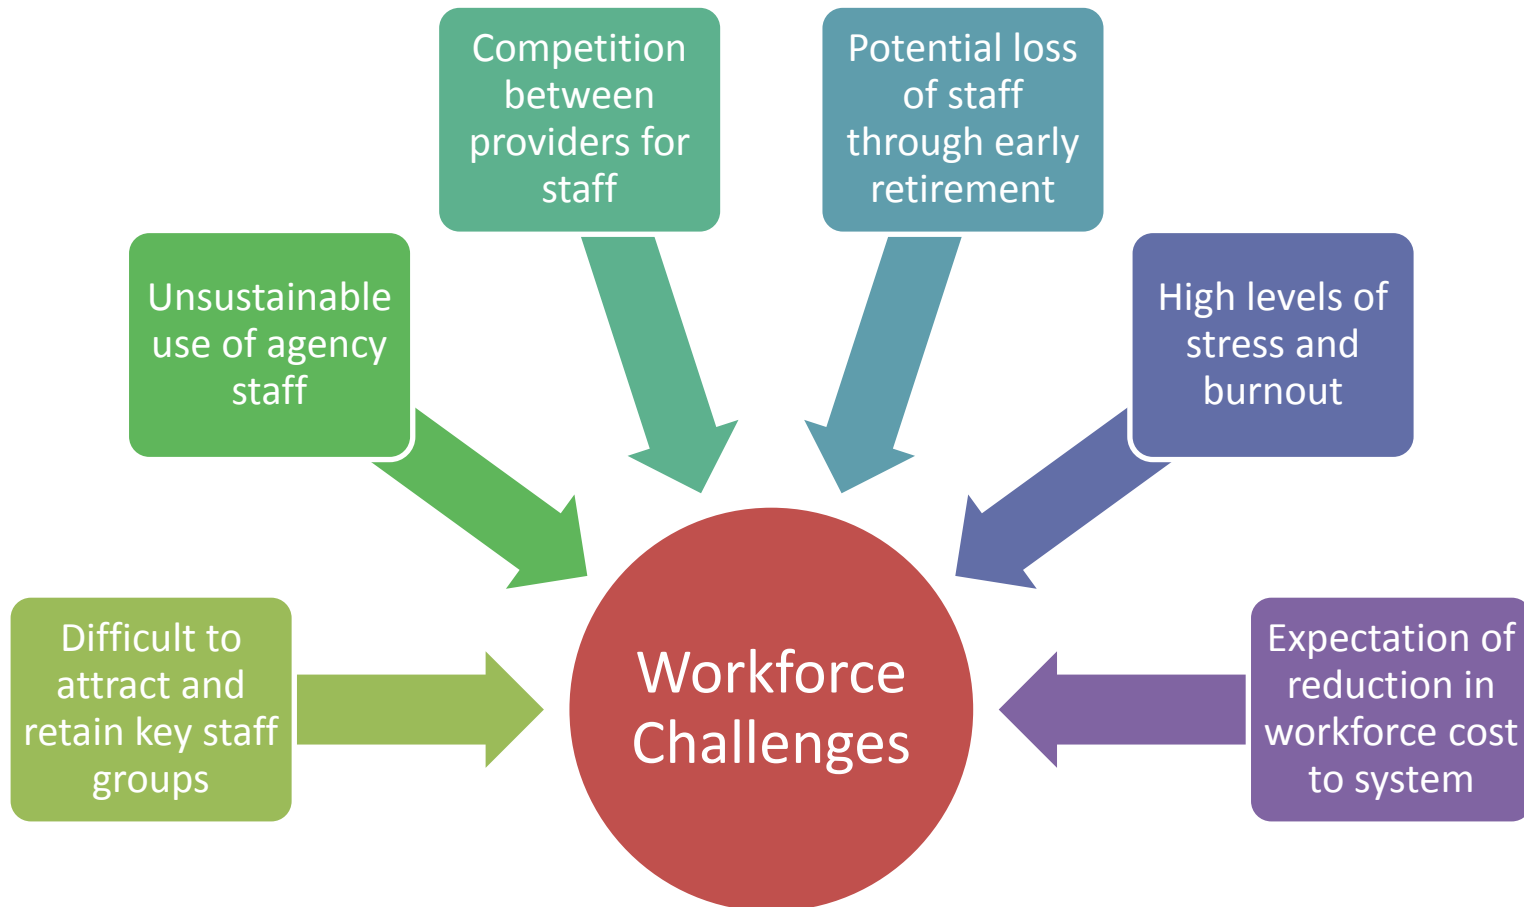 Competition
between
providers for
staff
Potential loss
of staff
through early
retirement
Unsustainable
use of agency
staff
High levels of
stress and
burnout
Difficult to
attract and
retain key staff
groups
Workforce
Challenges
Expectation of
reduction in
workforce cost
to system